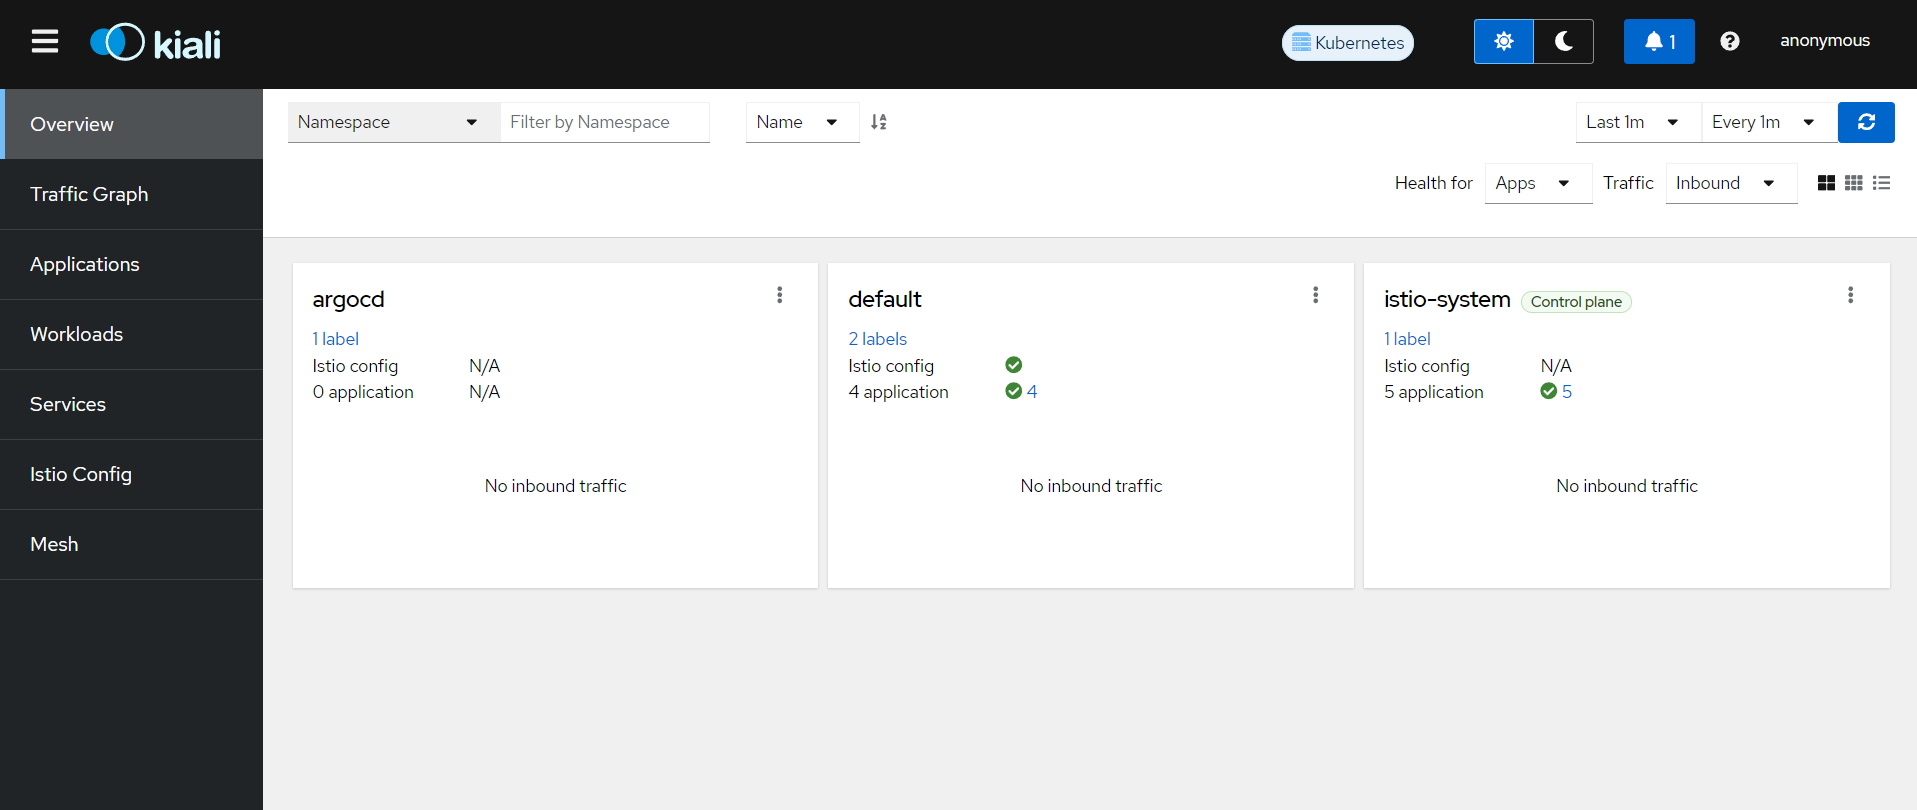 kiali
Kubernetes
1
anonymous
Overview
Traffic Graph
Applications
Workloads
Services
Istio Config
Mesh
Namespace
Filter by Namespace
Name
Last 1m
Every 1m
Health for
Apps
Traffic
Inbound
argocd
1 label
Istio config N/A
0 application N/A
No inbound traffic
default
2 labels
Istio config
4 application 4
No inbound traffic
istio-system Control plane
1 label
Istio config N/A
5 application 5
No inbound traffic